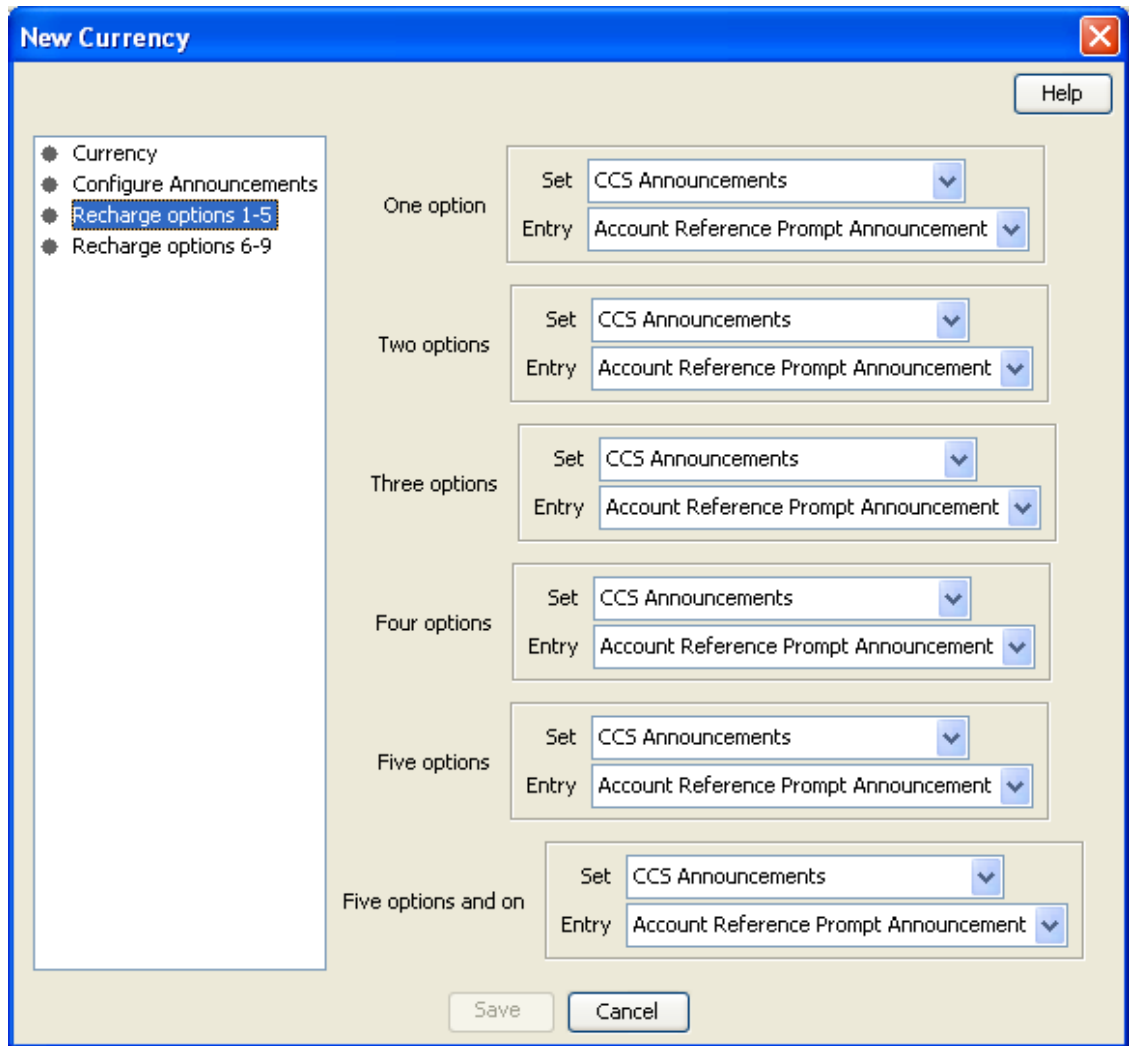 New Currency
Help
Currency
Configure Announcements
Recharge options 1-5
Recharge options 6-9
One option
Set CCS Announcements
Entry Account Reference Prompt Announcement
Two options
Set CCS Announcements
Entry Account Reference Prompt Announcement
Three options
Set CCS Announcements
Entry Account Reference Prompt Announcement
Four options
Set CCS Announcements
Entry Account Reference Prompt Announcement
Five options
Set CCS Announcements
Entry Account Reference Prompt Announcement
Five options and on
Set CCS Announcements
Entry Account Reference Prompt Announcement
Save Cancel